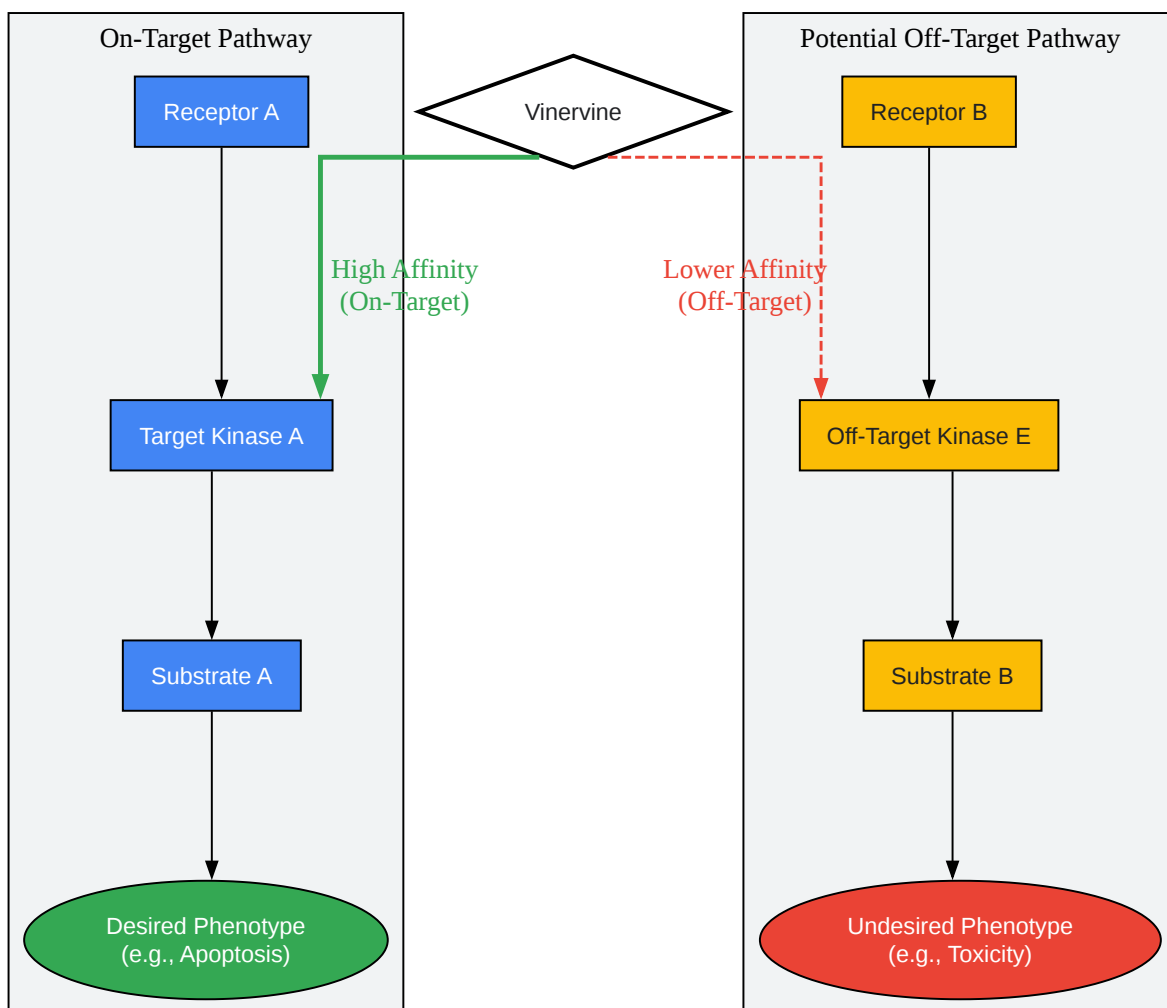 On-Target Pathway
Potential Off-Target Pathway
Receptor A
Vinervine
Receptor B
High Affinity
(On-Target)
Lower Affinity
(Off-Target)
Target Kinase A
Off-Target Kinase E
Substrate A
Substrate B
Desired Phenotype
(e.g., Apoptosis)
Undesired Phenotype
(e.g., Toxicity)